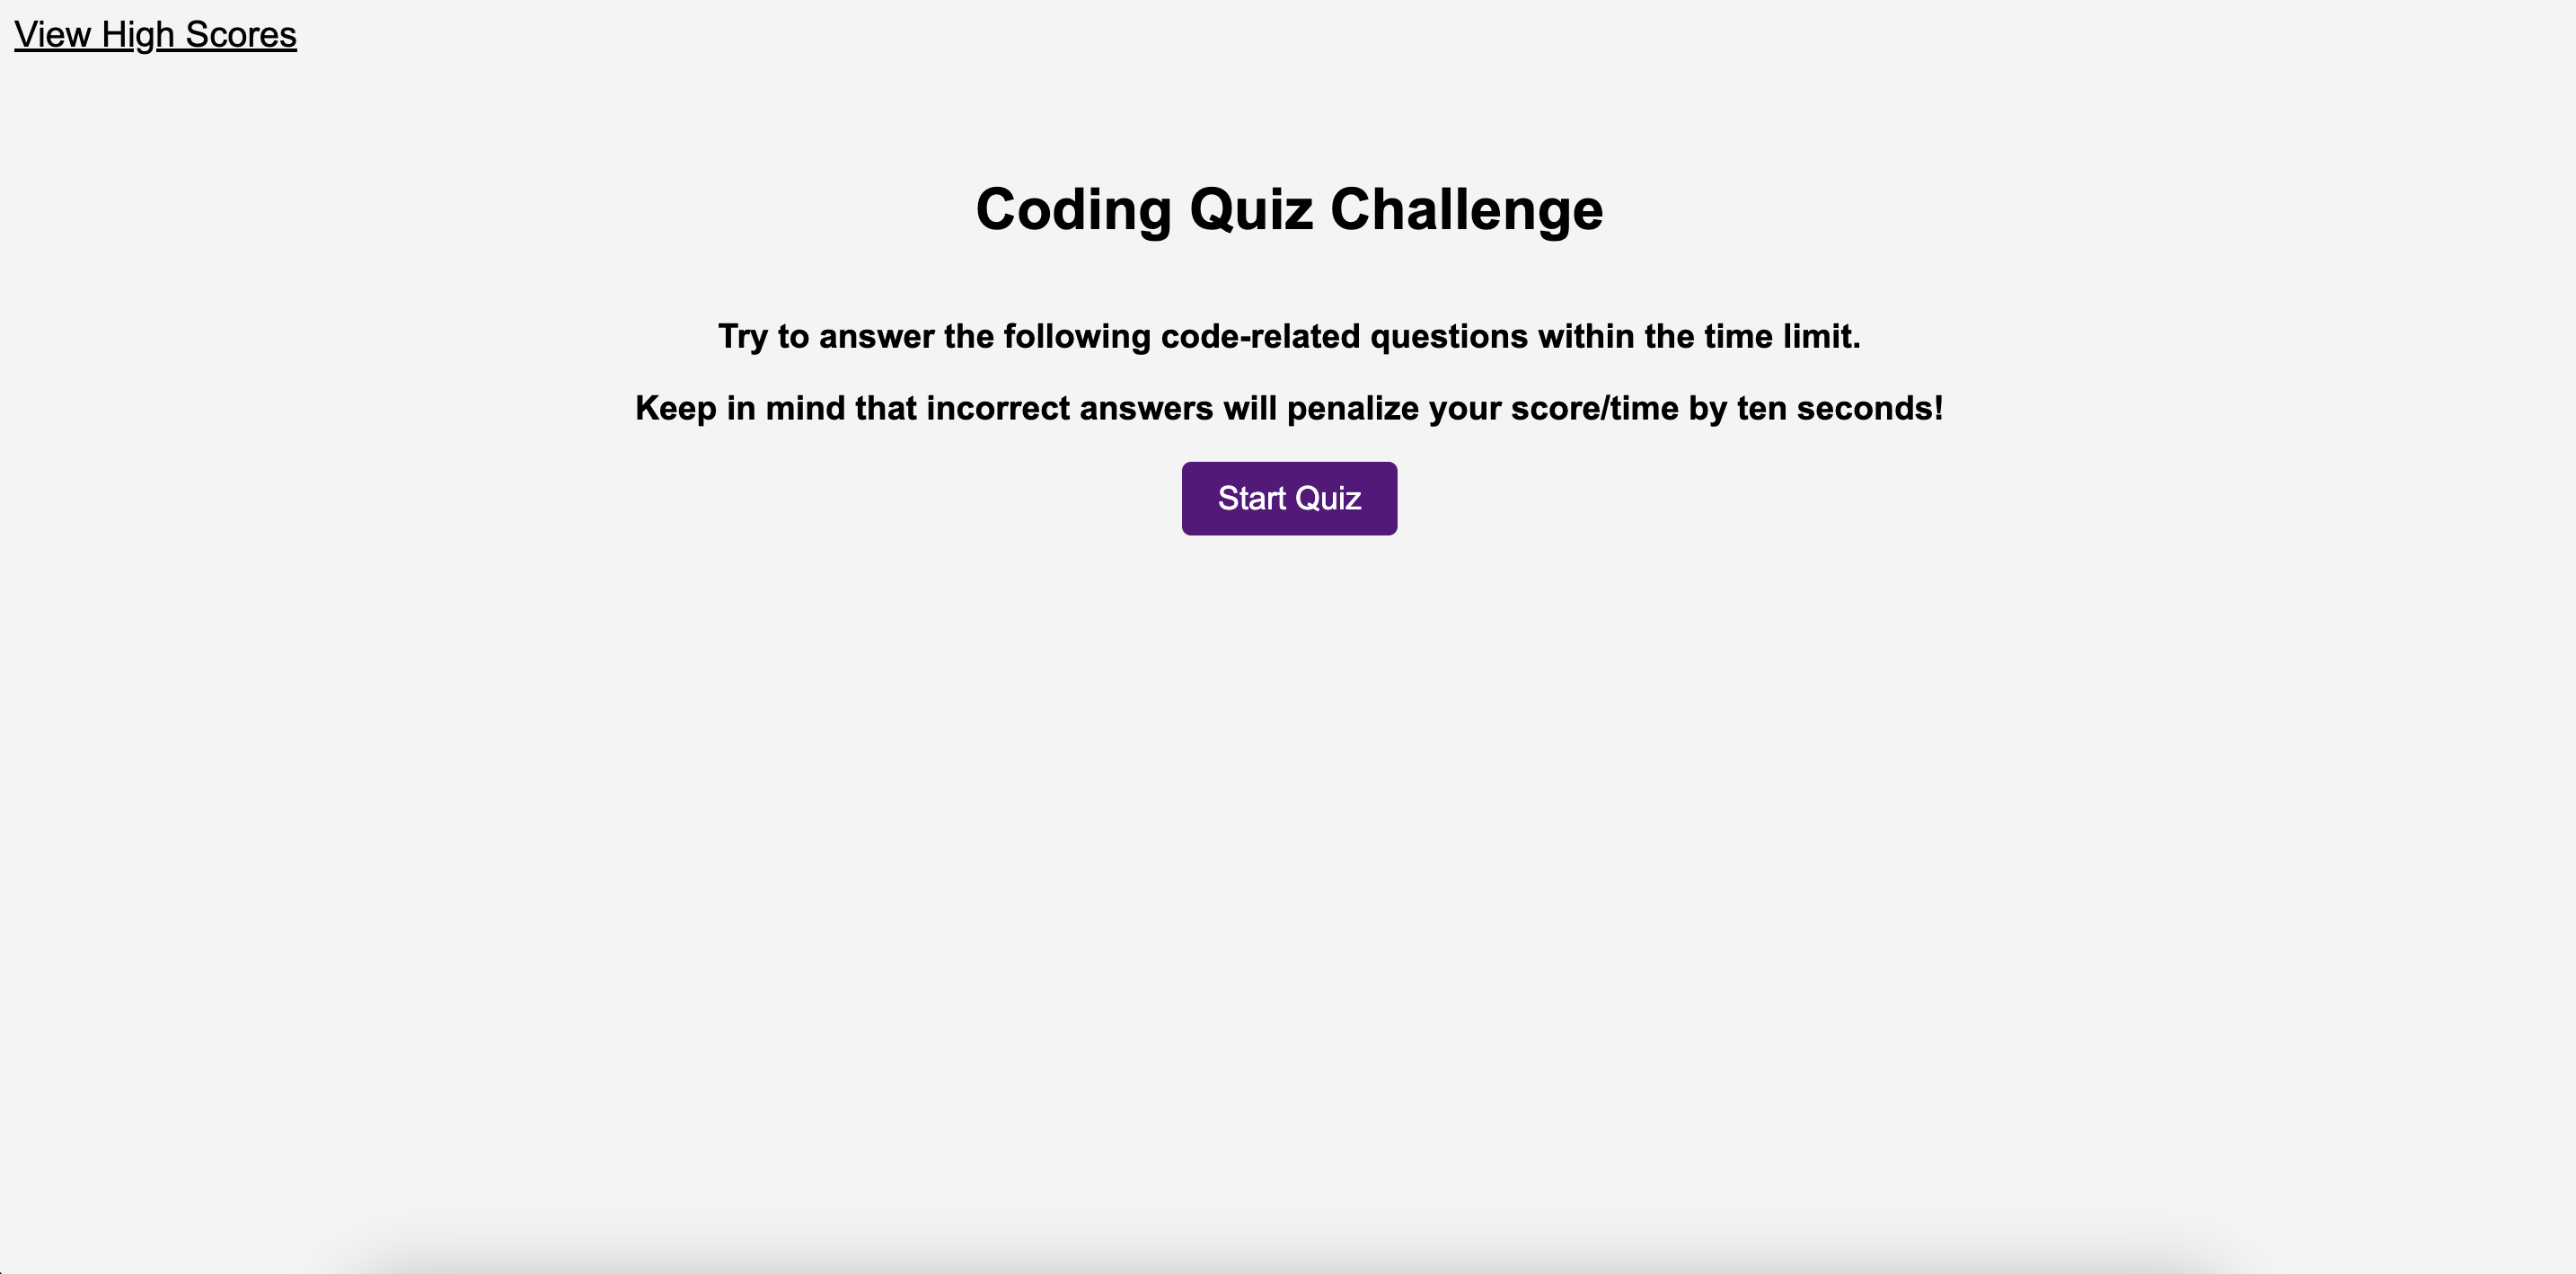 View High Scores
Coding Quiz Challenge
Try to answer the following code-related questions within the time limit.
Keep in mind that incorrect answers will penalize your score/time by ten seconds!
Start Quiz